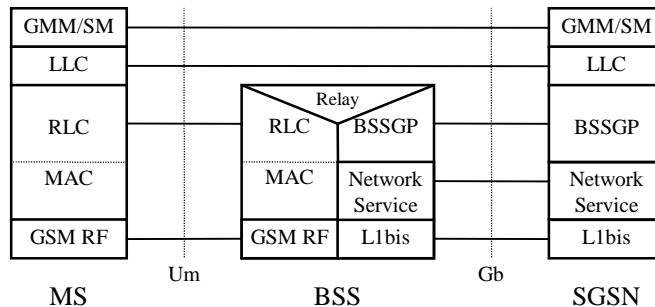 GMM/SM
LLC
RLC
MAC
GSM RF
MS
Um
Relay
RLC
BSSGP
MAC
Network
Service
GSM RF
L1bis
BSS
Gb
GMM/SM
LLC
BSSGP
Network
Service
L1bis
SGSN